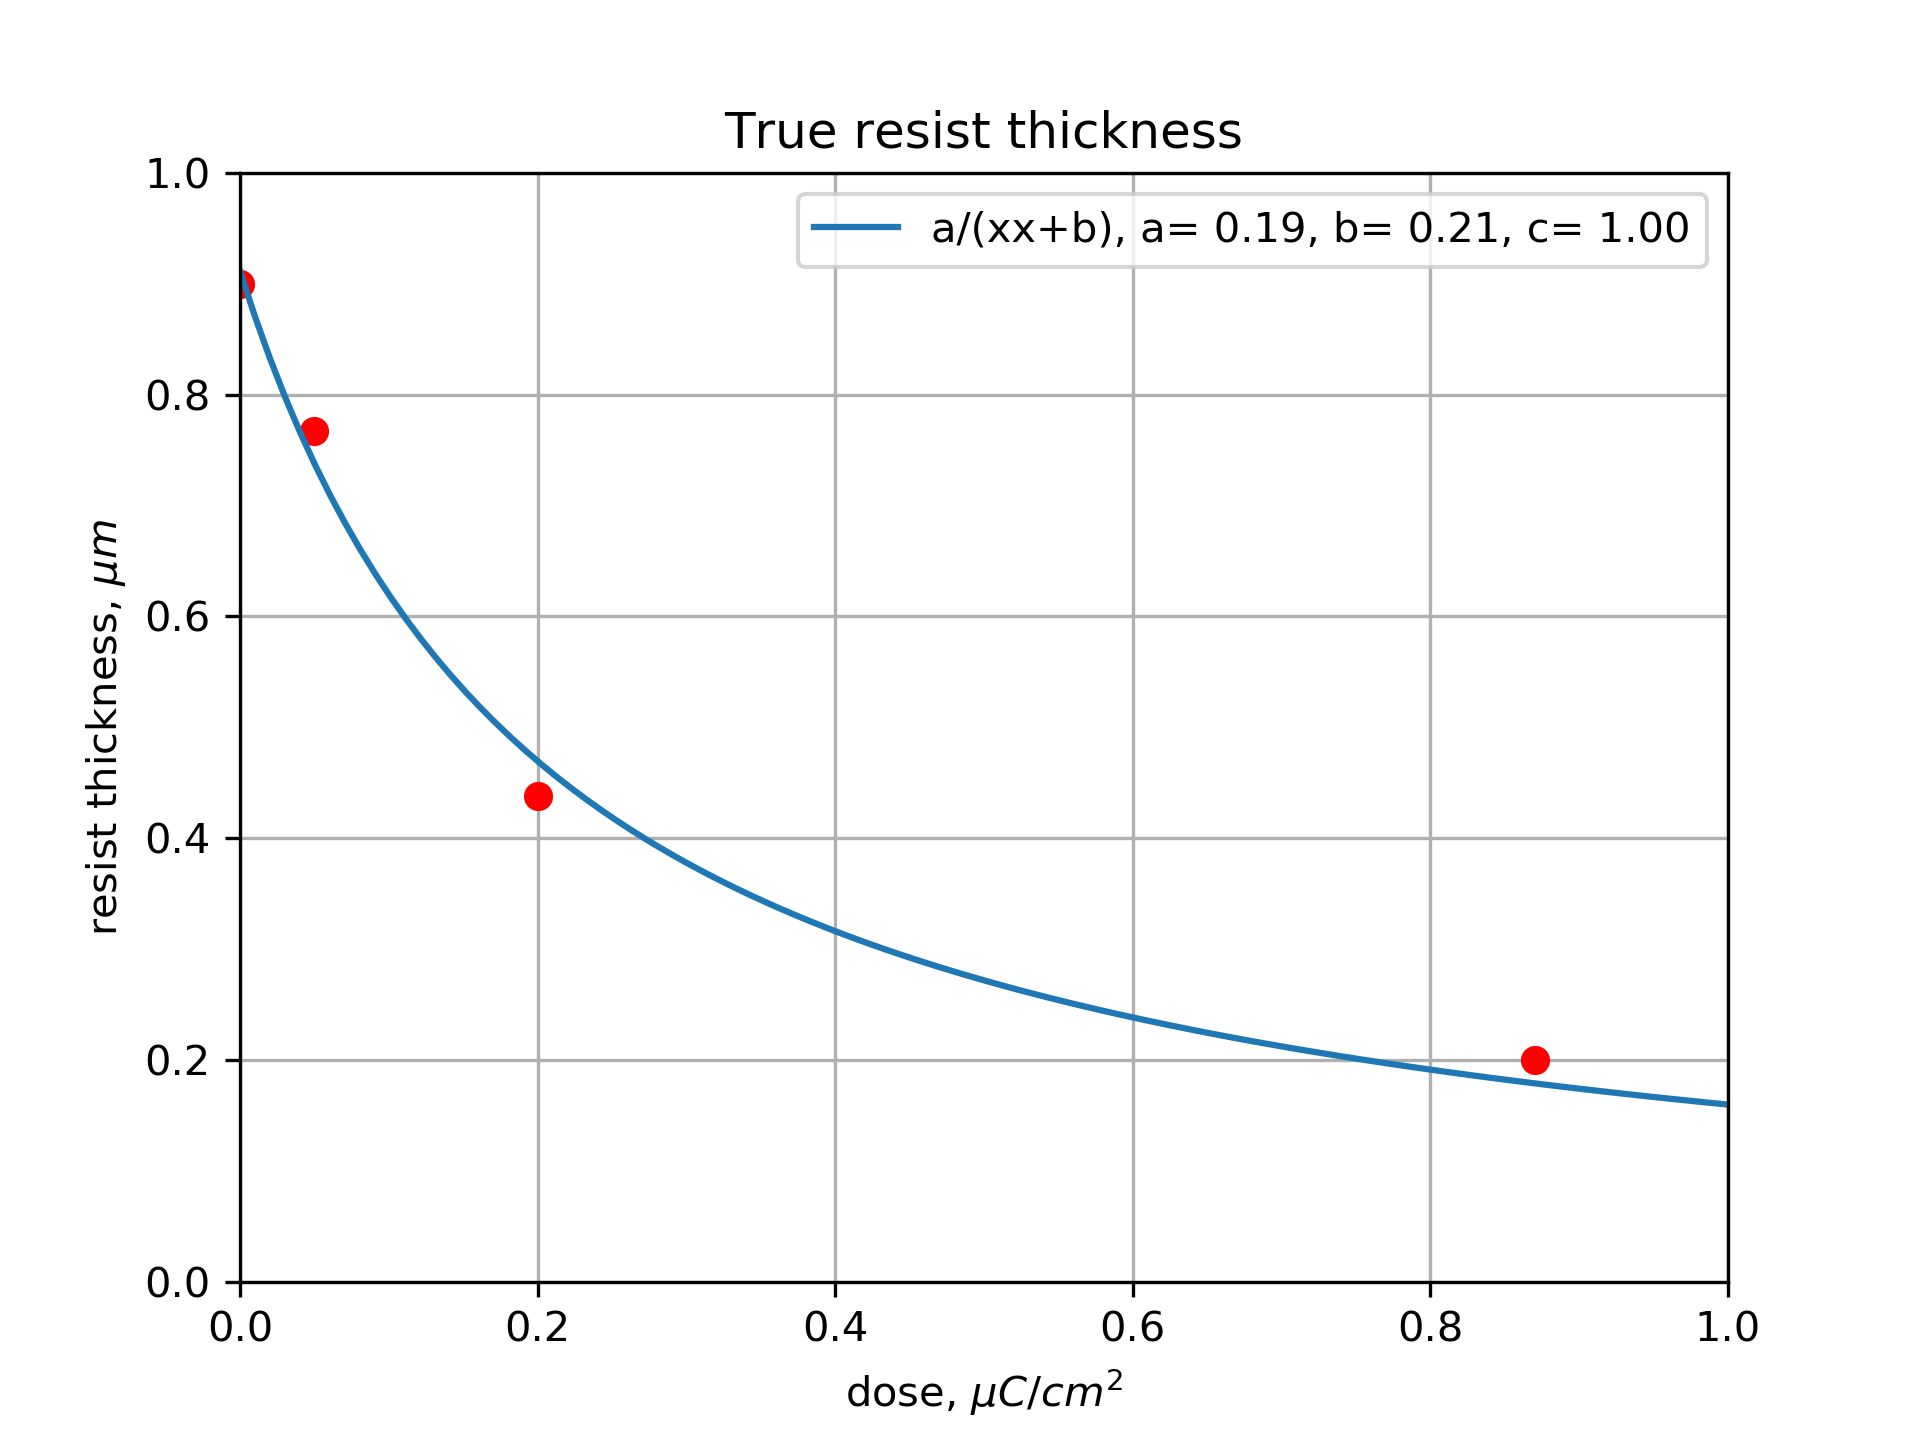 True resist thickness
a/(xx+b), a= 0.19, b= 0.21, c= 1.00
1.0
0.8
0.6
0.4
0.2
0.0
resist thickness, μm
0.0 0.2 0.4 0.6 0.8 1.0
dose, μC/cm²